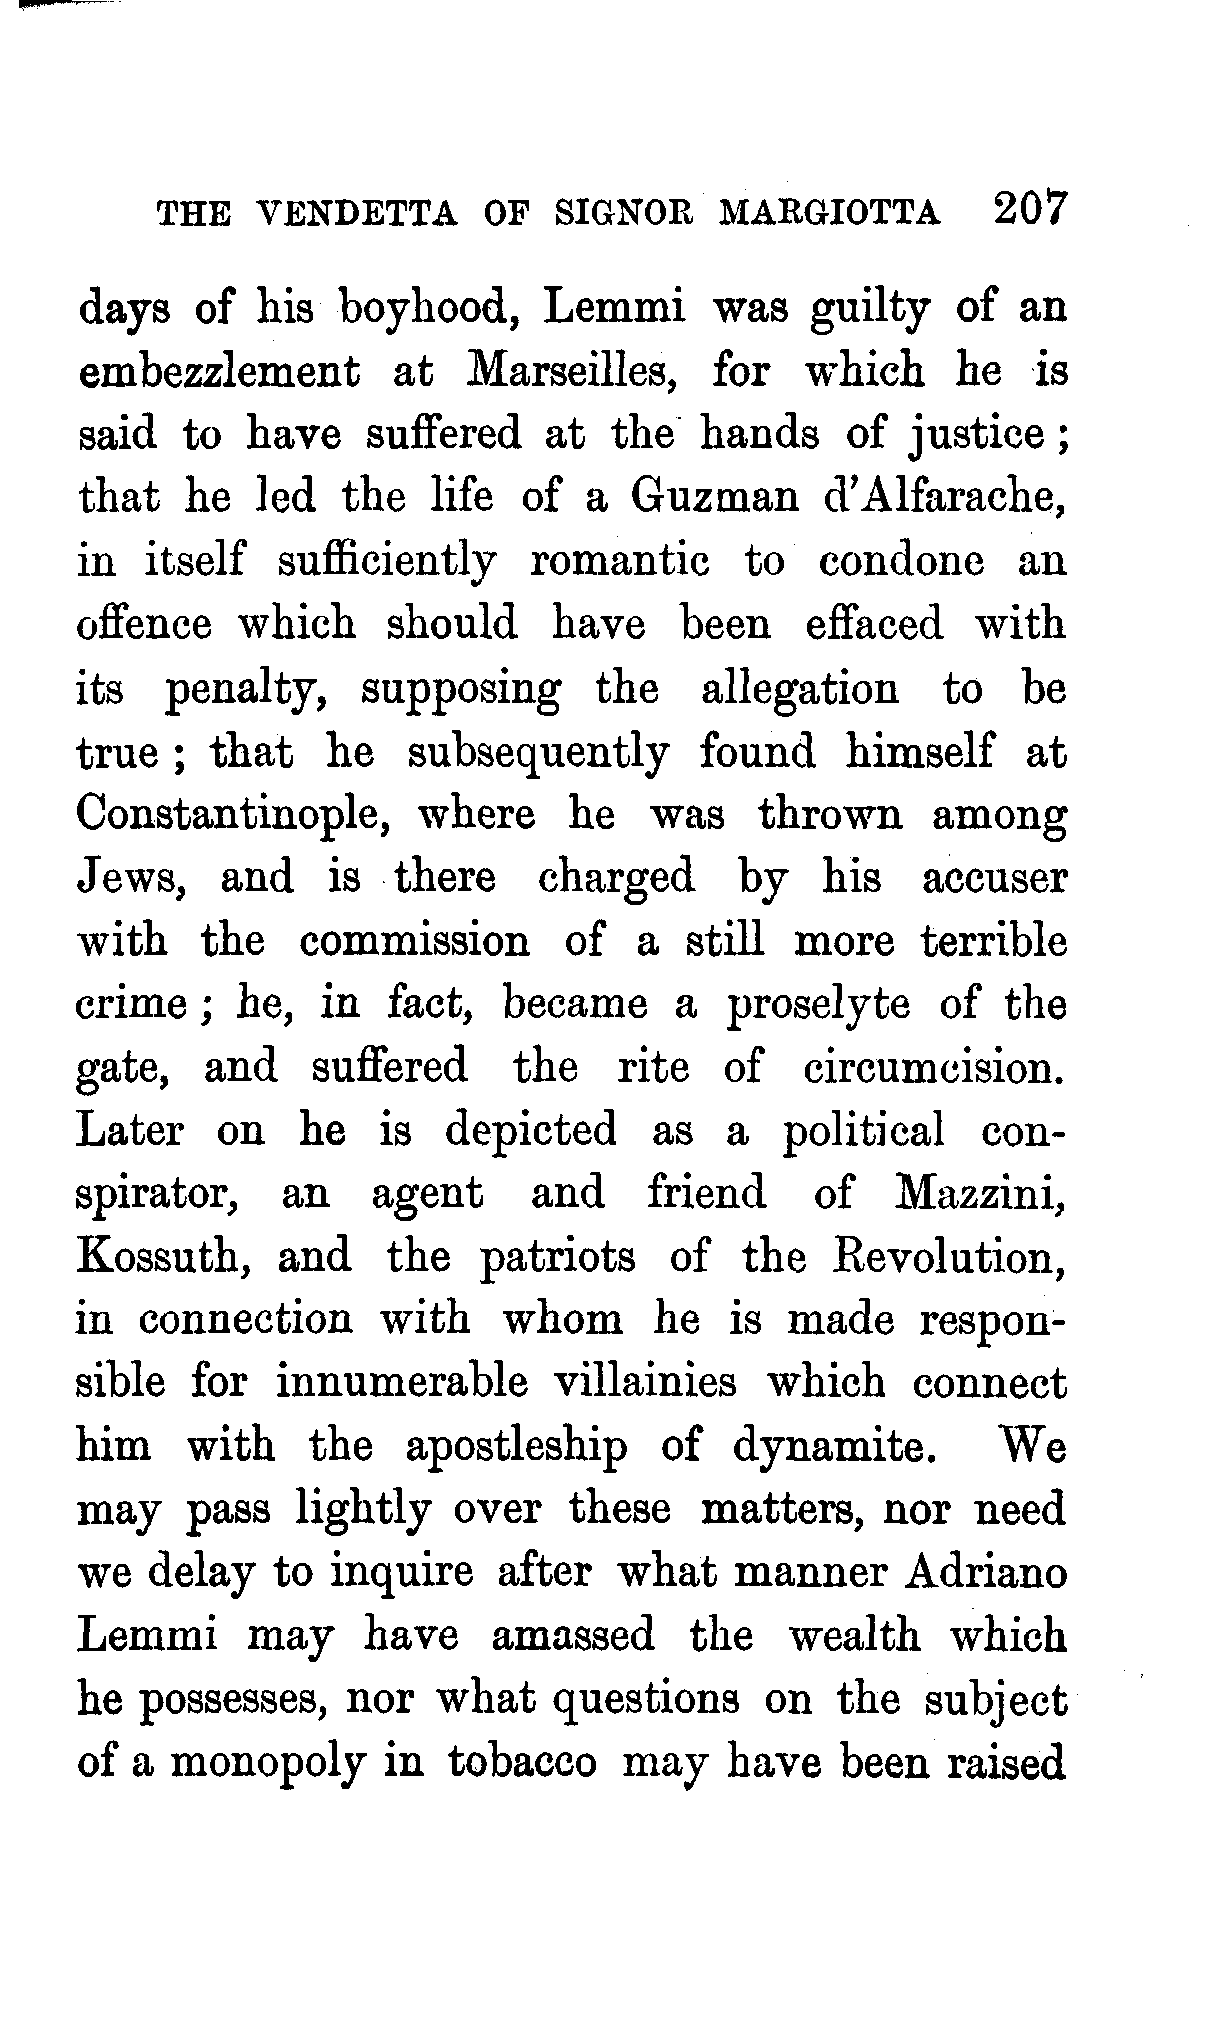 THE VENDETTA OF SIGNOR MARGIOTTA 207
days of his boyhood, Lemmi was guilty of an
embezzlement at Marseilles, for which he is
said to have suffered at the hands of justice ;
that he led the life of a Guzman d'Alfarache,
in itself sufficiently romantic to condone an
offence which should have been effaced with
its penalty, supposing the allegation to be
true ; that he subsequently found himself at
Constantinople, where he was thrown among
Jews, and is there charged by his accuser
with the commission of a still more terrible
crime ; he, in fact, became a proselyte of the
gate, and suffered the rite of circumcision.
Later on he is depicted as a political con-
spirator, an agent and friend of Mazzini,
Kossuth, and the patriots of the Revolution,
in connection with whom he is made respon-
sible for innumerable villainies which connect
him with the apostleship of dynamite. We
may pass lightly over these matters, nor need
we delay to inquire after what manner Adriano
Lemmi may have amassed the wealth which
he possesses, nor what questions on the subject
of a monopoly in tobacco may have been raised